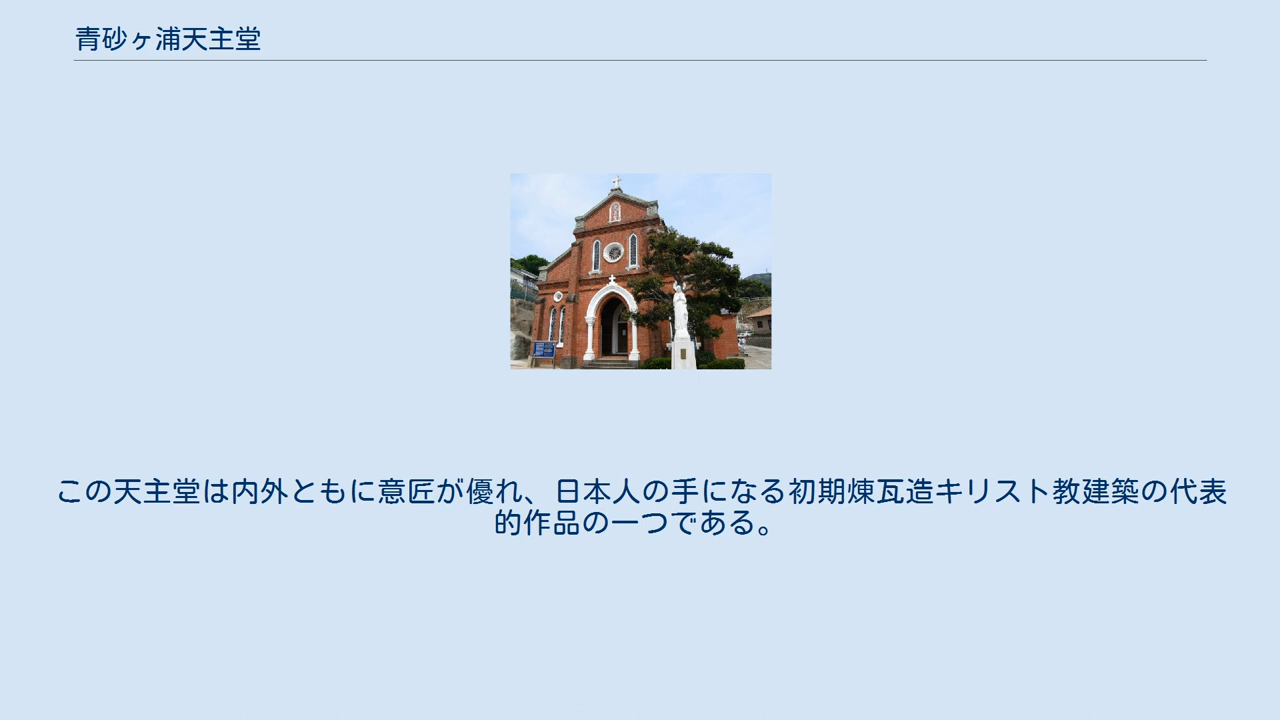 青砂ヶ浦天主堂
この天主堂は内外ともに意匠が優れ、日本人の手になる初期煉瓦造キリスト教建築の代表
的作品の一つである。